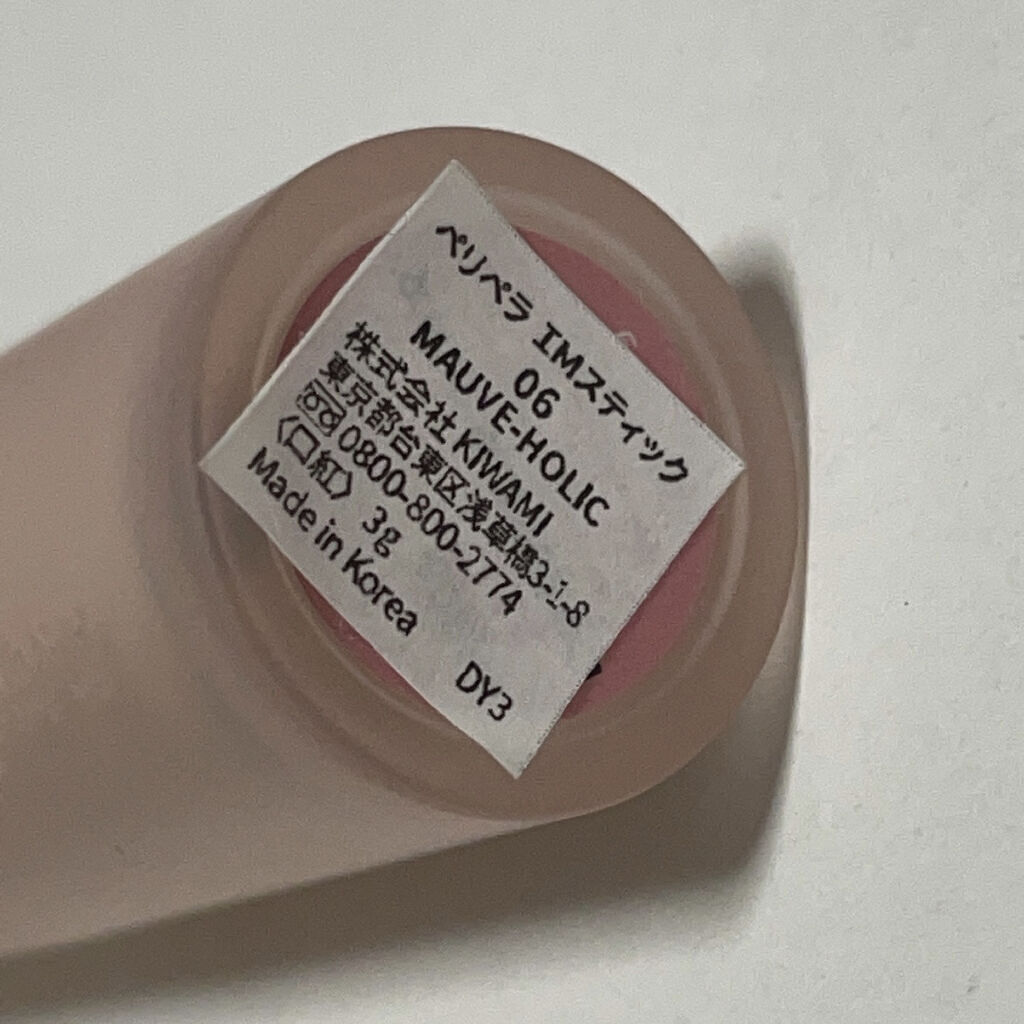 ペリペラ IMスティック
06
MAUVE-HOLIC
株式会社 KIWAMI
東京都台東区浅草橋3-1-8
0800-800-2774
〈口紅〉 3g
Made in Korea
DY3